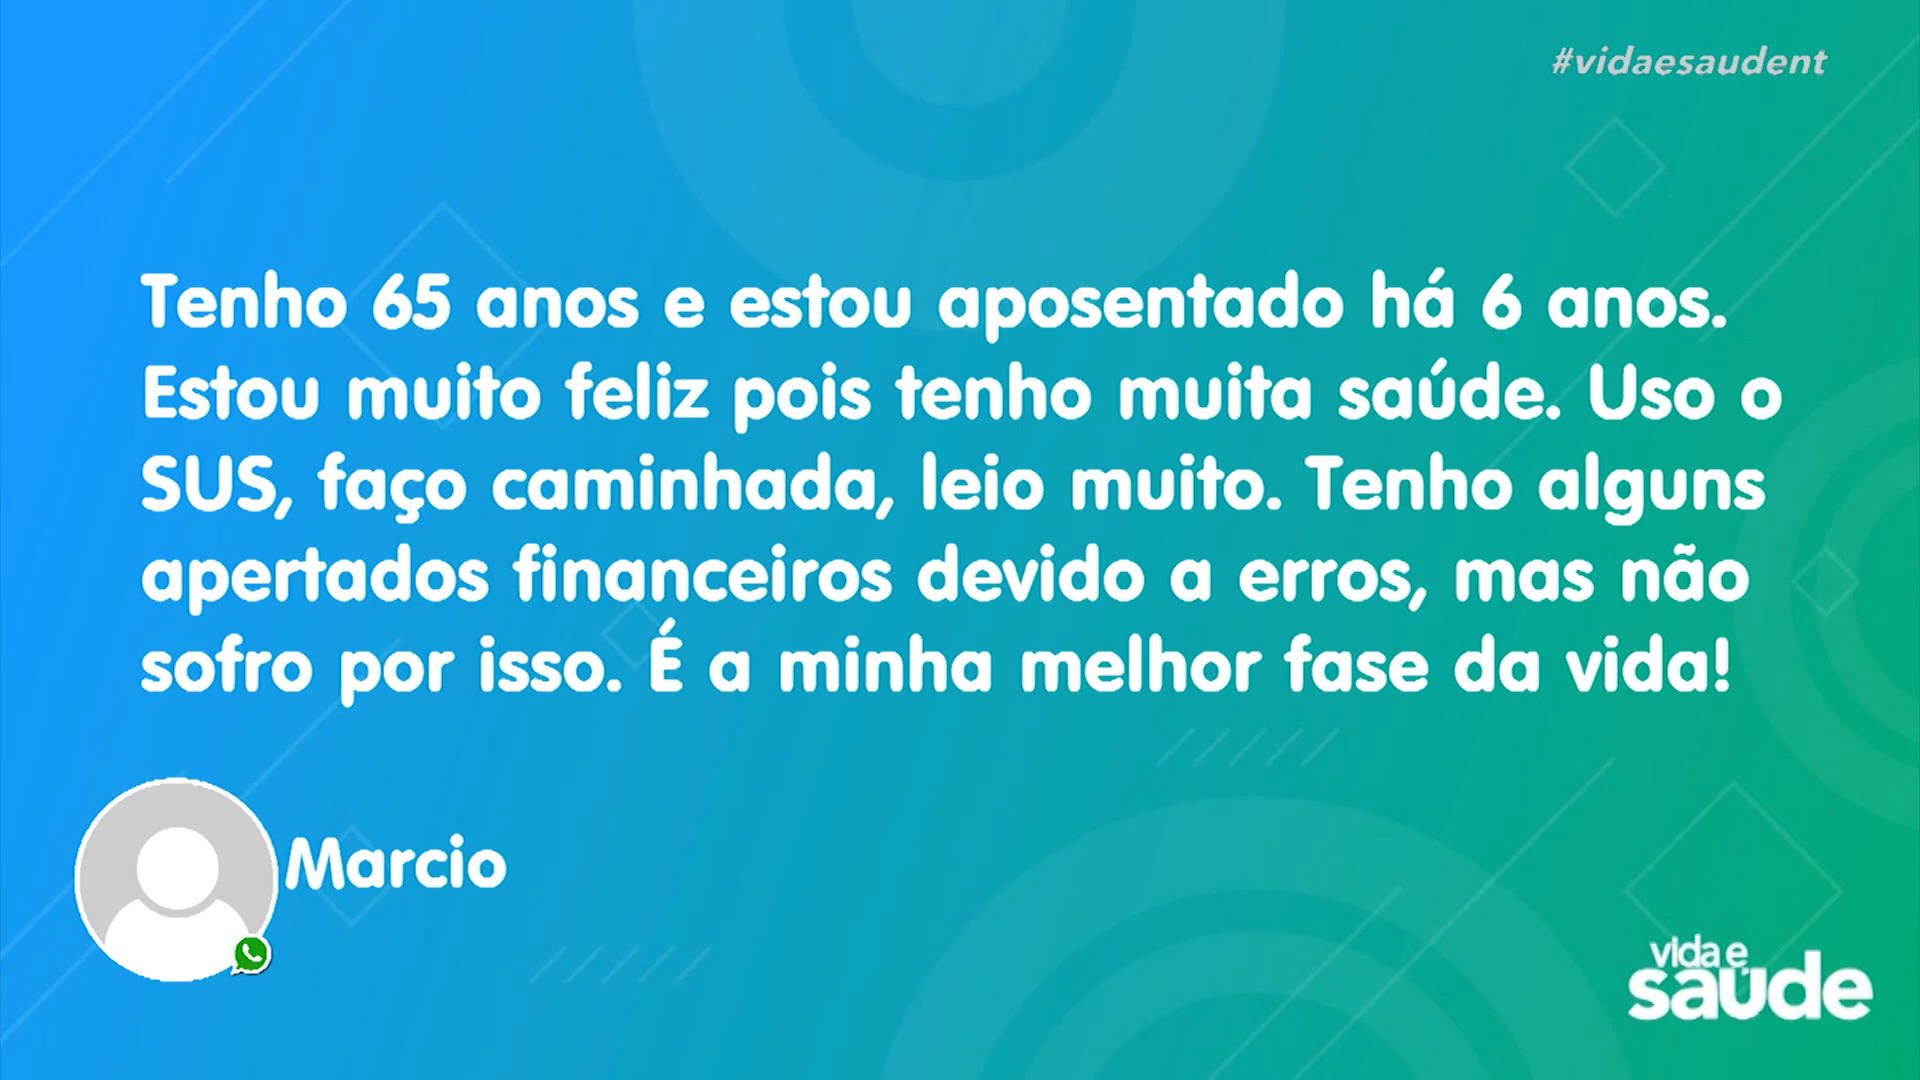 #vidaesaudent
Tenho 65 anos e estou aposentado há 6 anos.
Estou muito feliz pois tenho muita saúde. Uso o
SUS, faço caminhada, leio muito. Tenho alguns
apertados financeiros devido a erros, mas não
sofro por isso. É a minha melhor fase da vida!
Marcio
vida e
saúde